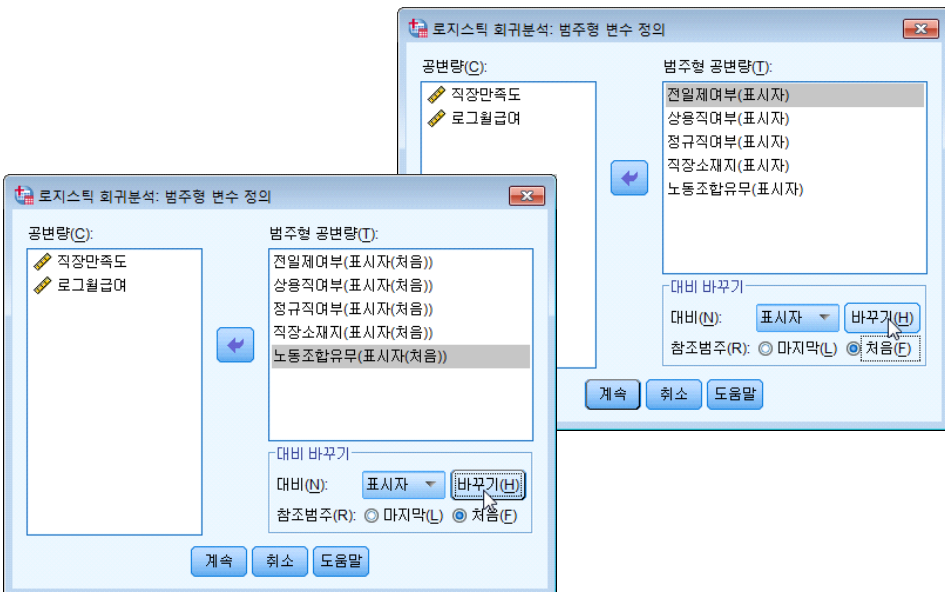 로지스틱 회귀분석: 범주형 변수 정의
공변량(C):
범주형 공변량(T):
직장만족도
로그월급여
전일제여부(표시자)
상용직여부(표시자)
정규직여부(표시자)
직장소재지(표시자)
노동조합유무(표시자)
대비 바꾸기
대비(N): 표시자 바꾸기(H)
참조범주(R): 마지막(L) 처음(F)
계속 취소 도움말
로지스틱 회귀분석: 범주형 변수 정의
공변량(C):
범주형 공변량(T):
직장만족도
로그월급여
전일제여부(표시자(처음))
상용직여부(표시자(처음))
정규직여부(표시자(처음))
직장소재지(표시자(처음))
노동조합유무(표시자(처음))
대비 바꾸기
대비(N): 표시자 바꾸기(H)
참조범주(R): 마지막(L) 처음(F)
계속 취소 도움말